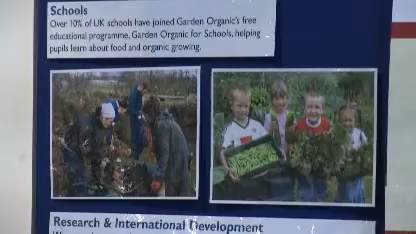 Schools
Over 10% of UK schools have joined Garden Organic's free
educational programme, Garden Organic for Schools, helping
pupils learn about food and organic growing.
Research & International Development